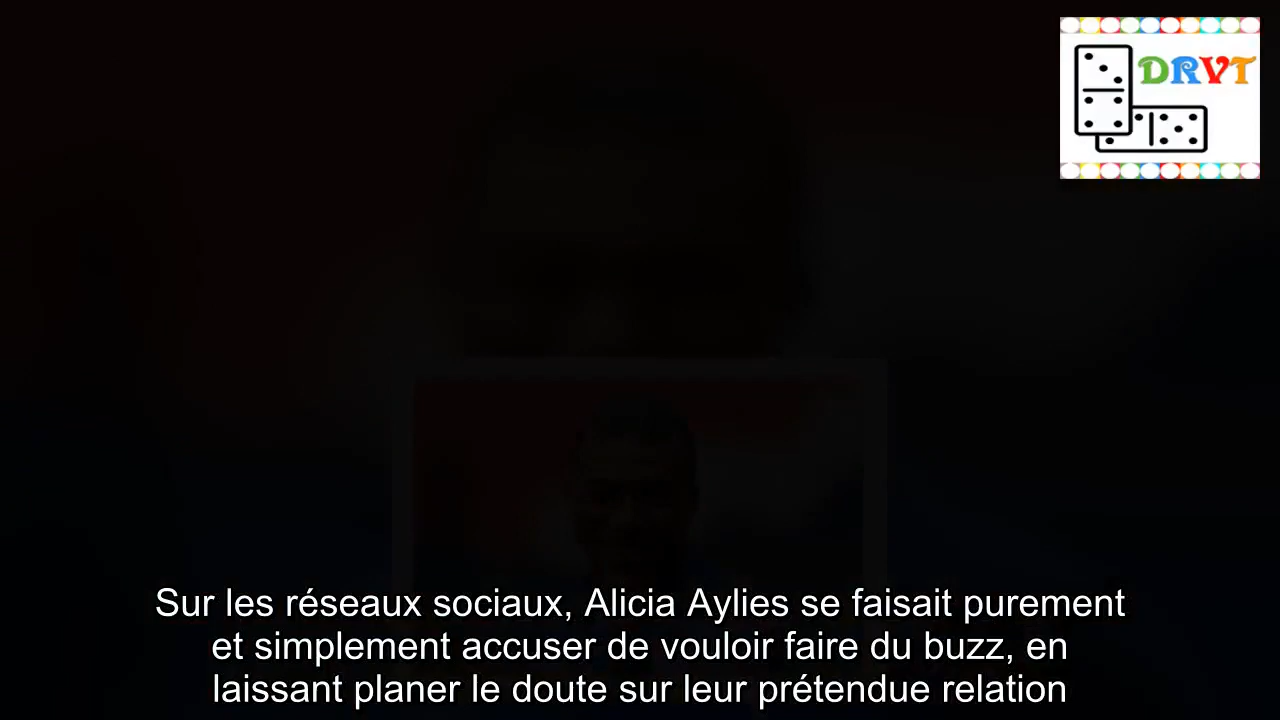 DRVT
Sur les réseaux sociaux, Alicia Aylies se faisait purement
et simplement accuser de vouloir faire du buzz, en
laissant planer le doute sur leur prétendue relation